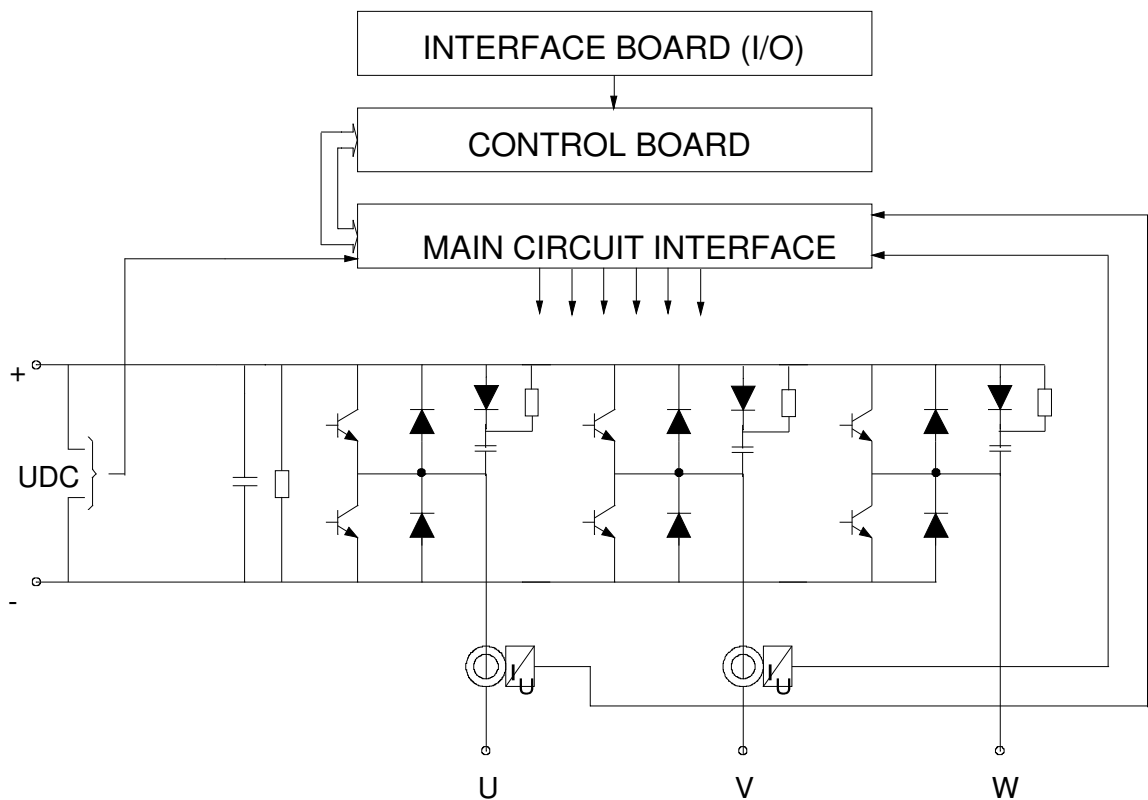 INTERFACE BOARD (I/O)
CONTROL BOARD
MAIN CIRCUIT INTERFACE
+
UDC
-
I
U
I
U
U V W